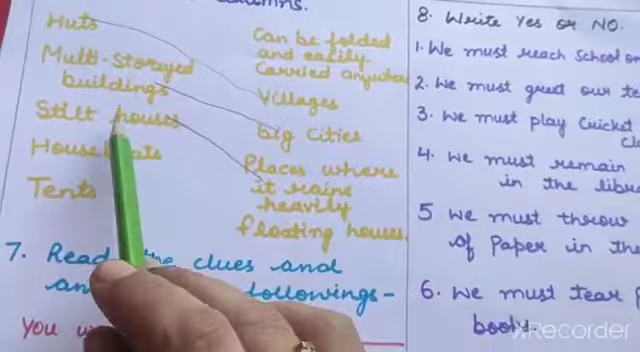 columns.
Huts
Multi-Storeyed
buildings
Stilt houses
House
Tents
Can be folded
and easily
Carried anywhere
Villages
big cities
Places where
it rains
heavily
floating houses
7. Read the clues and
followings-
You
8. Write Yes or No.
1. We must reach School on
2. We must greet our
3. We must play Cricket
4. We must remain
in the
5 We must throw
of Paper in the
6. We must tear
book.
XRecorder